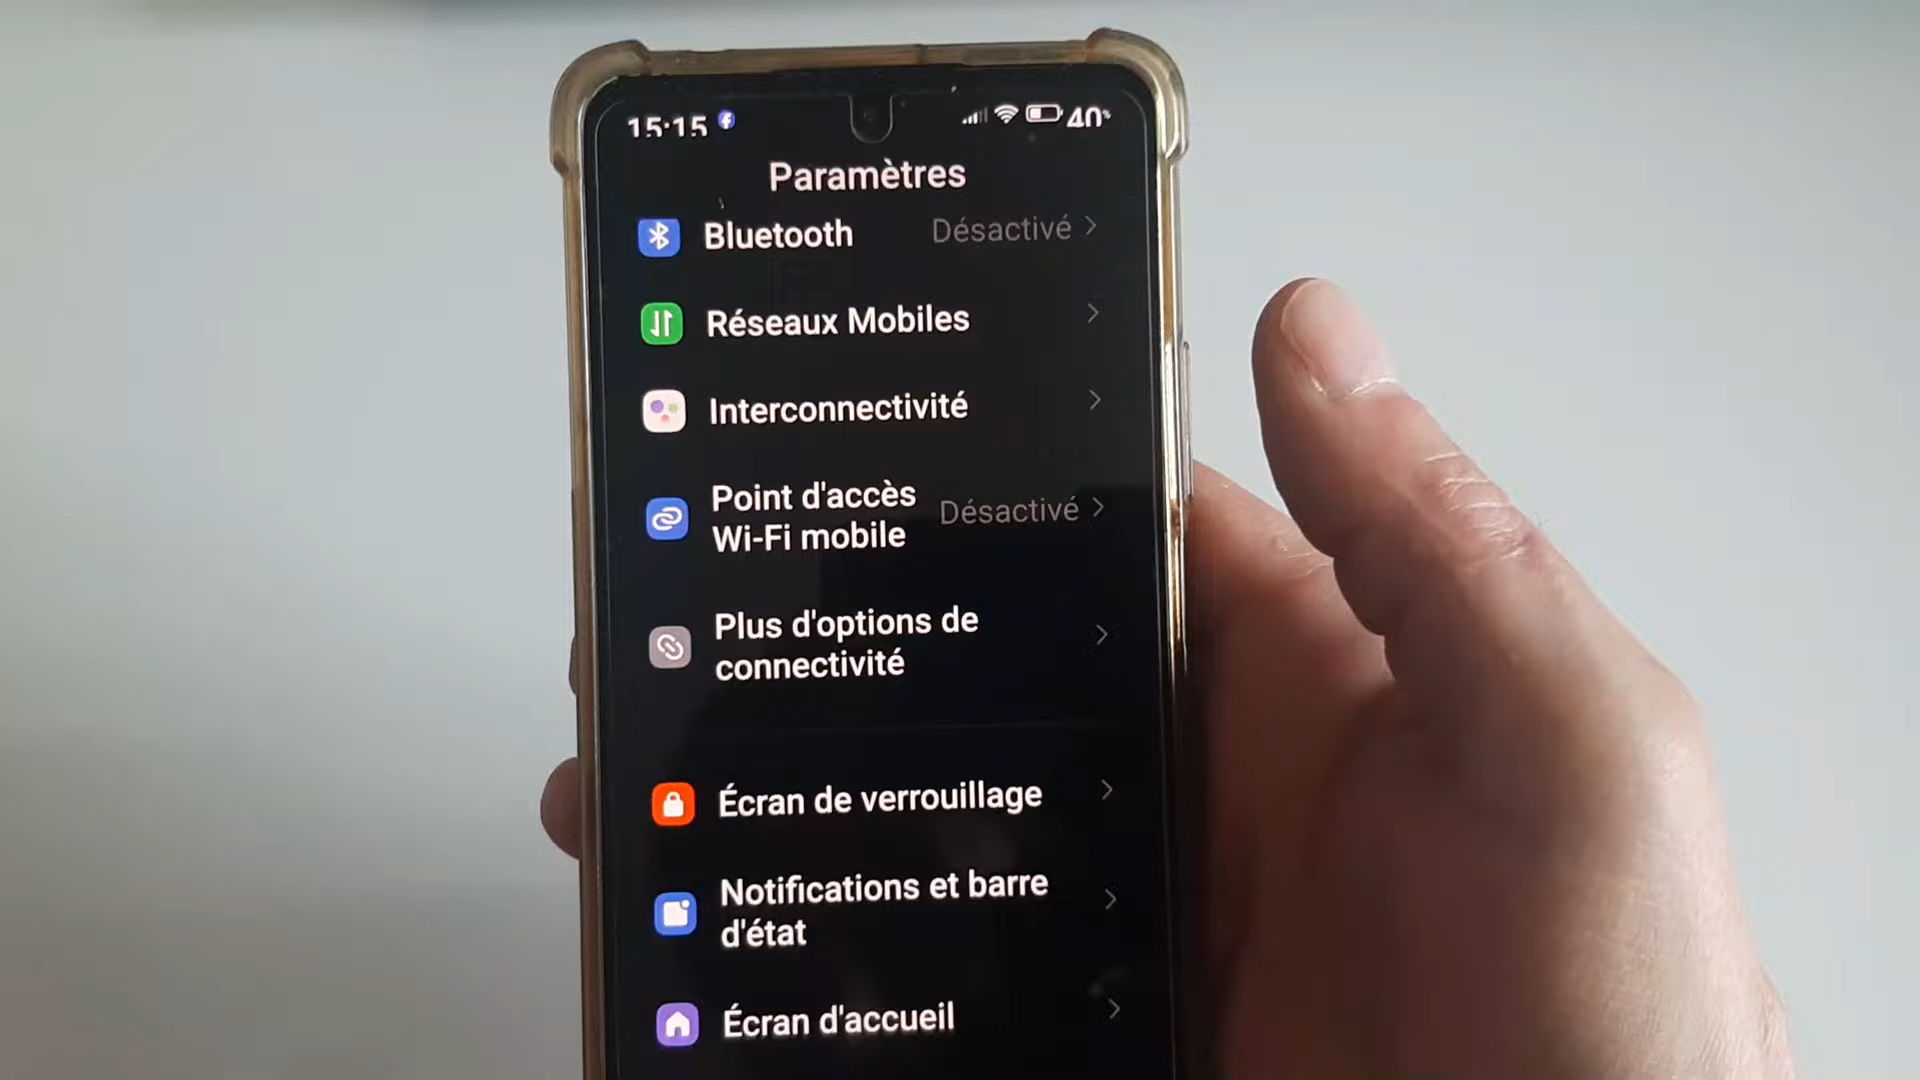 15:15 40%
Paramètres
Bluetooth Désactivé
Réseaux Mobiles
Interconnectivité
Point d'accès
Wi-Fi mobile Désactivé
Plus d'options de
connectivité
Écran de verrouillage
Notifications et barre
d'état
Écran d'accueil